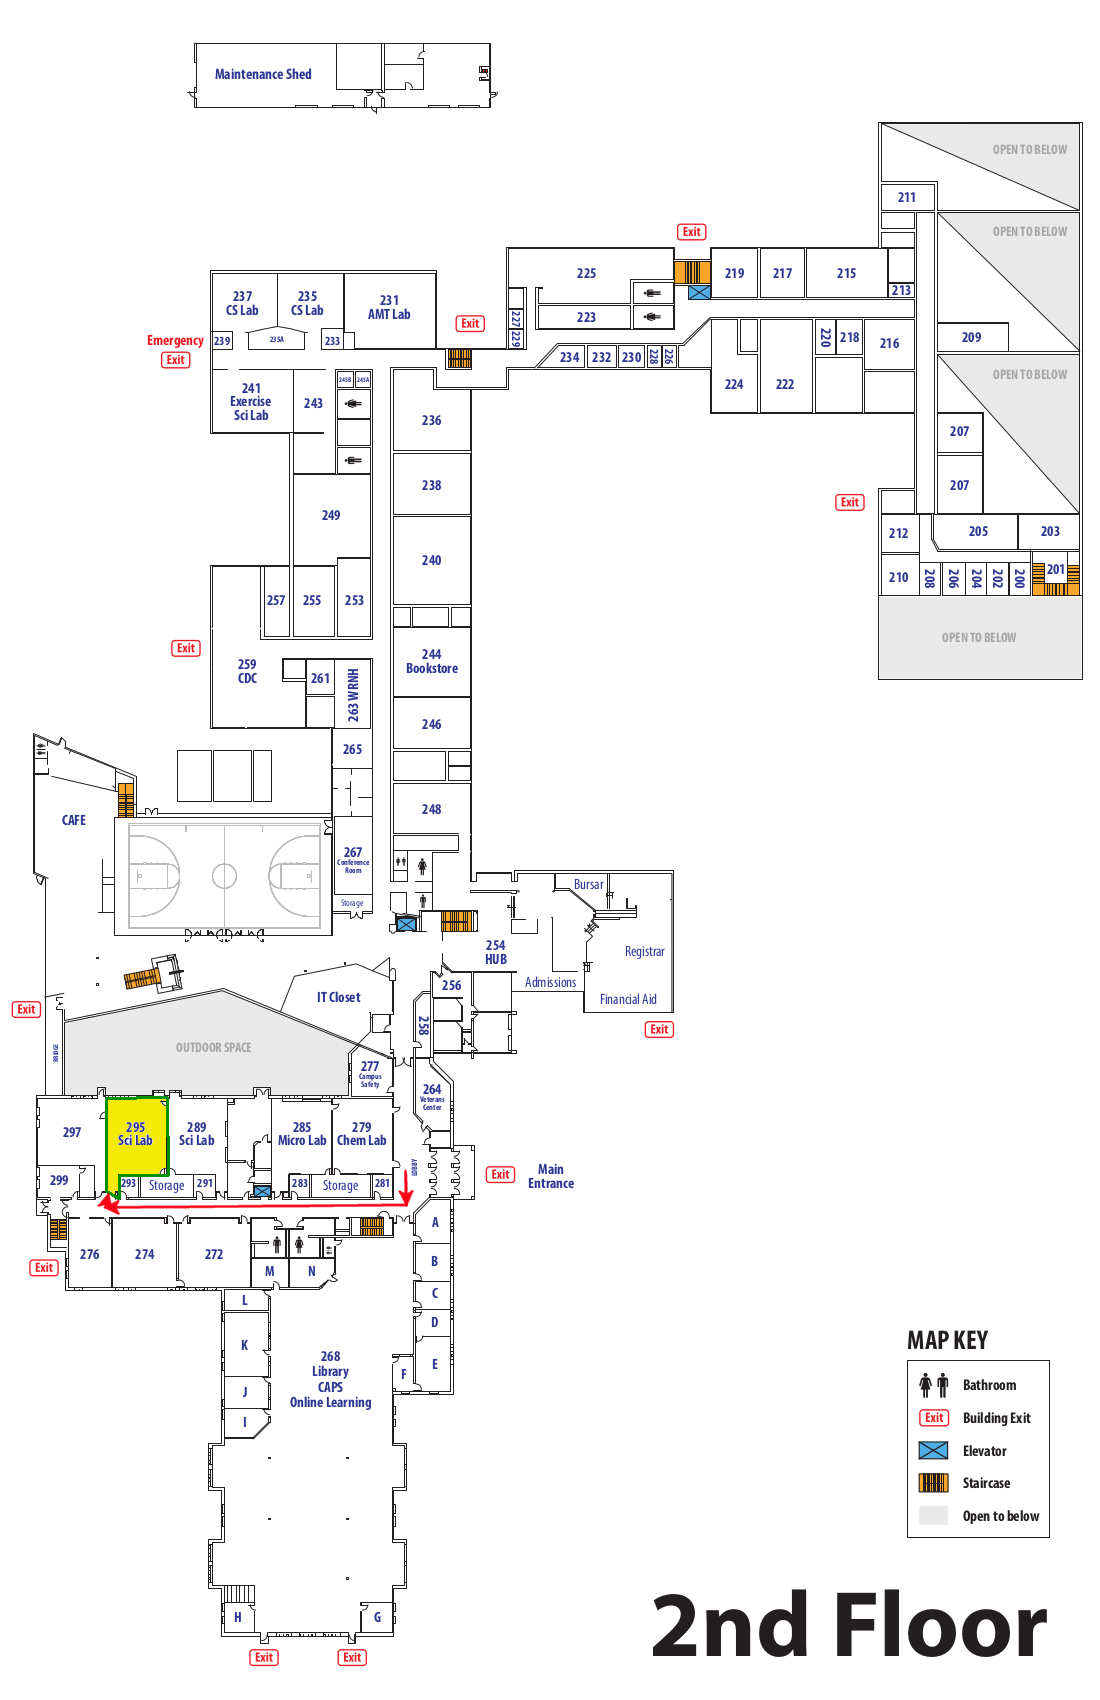 Maintenance Shed
OPEN TO BELOW
211
OPEN TO BELOW
Exit
225
219
217
215
213
237
CS Lab
235
CS Lab
231
AMT Lab
227
223
229
Exit
Emergency
Exit
239
235A
233
234
232
230
228
226
220
218
216
209
OPEN TO BELOW
224
222
241
Exercise
Sci Lab
243
245B
245A
236
207
238
207
Exit
249
240
212
205
203
210
208
206
204
202
200
201
257
255
253
OPEN TO BELOW
Exit
259
CDC
261
263 WRNH
244
Bookstore
246
265
CAFE
248
267
Conference
Room
Storage
Bursar
254
HUB
Registrar
Admissions
Financial Aid
256
IT Closet
Exit
258
Exit
OUTDOOR SPACE
BRIDGE
277
Campus
Safety
264
Veterans
Center
297
295
Sci Lab
289
Sci Lab
285
Micro Lab
279
Chem Lab
LOBBY
Exit
Main
Entrance
299
293
Storage
291
283
Storage
281
A
276
274
272
B
Exit
M
N
C
L
D
K
268
Library
CAPS
Online Learning
E
F
J
I
MAP KEY
Bathroom
Exit
Building Exit
Elevator
Staircase
Open to below
H
G
Exit
Exit
2nd Floor